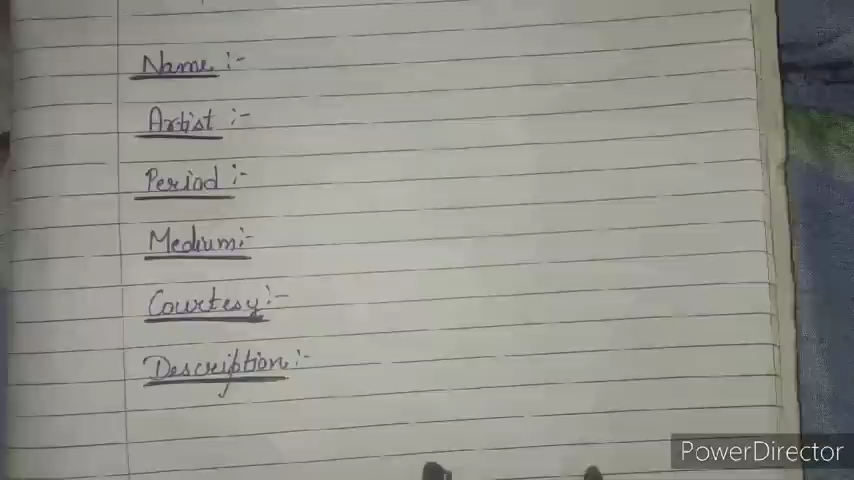 Name :-
Artist :-
Period :-
Medium :-
Courtesy :-
Description :-
PowerDirector